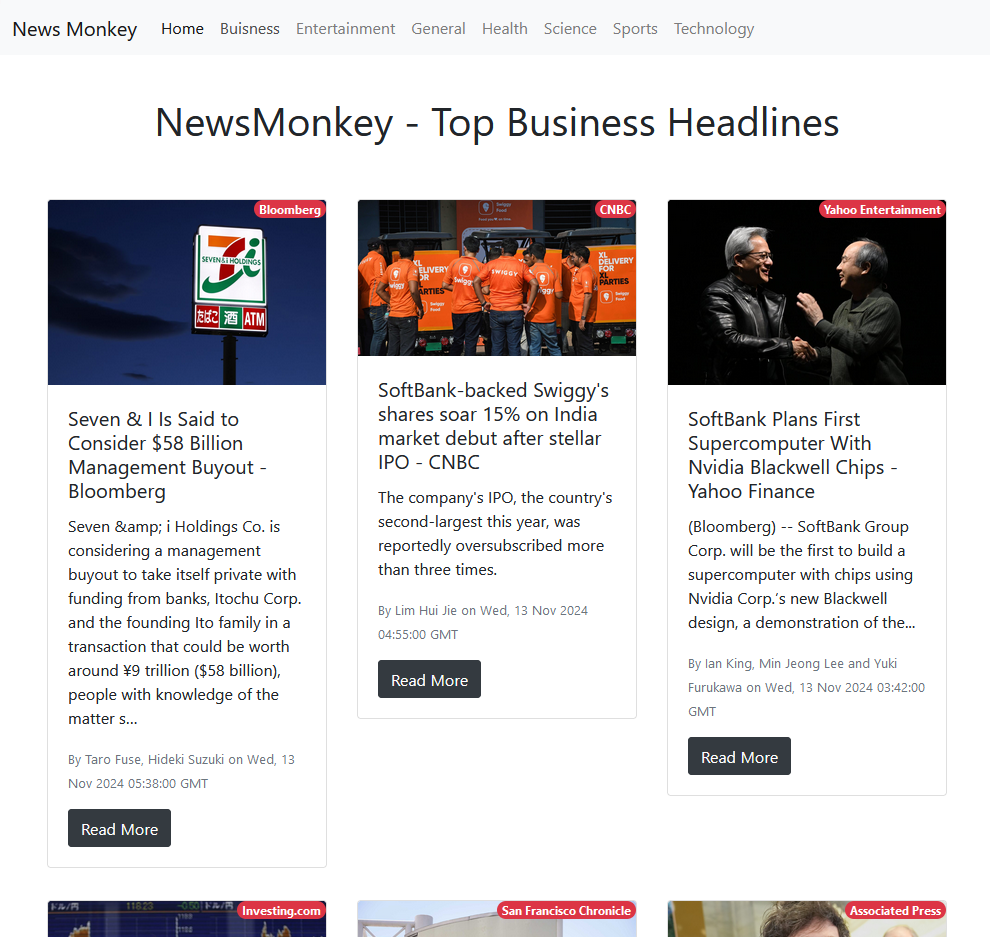 News Monkey Home Buisness Entertainment General Health Science Sports Technology
NewsMonkey - Top Business Headlines
Bloomberg
SEVEN & i HOLDINGS
たばこ 酒 ATM
Seven & I Is Said to
Consider $58 Billion
Management Buyout -
Bloomberg
Seven &amp; i Holdings Co. is
considering a management
buyout to take itself private with
funding from banks, Itochu Corp.
and the founding Ito family in a
transaction that could be worth
around ¥9 trillion ($58 billion),
people with knowledge of the
matter s...
By Taro Fuse, Hideki Suzuki on Wed, 13
Nov 2024 05:38:00 GMT
Read More
CNBC
Swiggy
Food
XL
DELIVERY
FOR
XL
PARTIES
SWIGGY
Swiggy
Food
SoftBank-backed Swiggy's
shares soar 15% on India
market debut after stellar
IPO - CNBC
The company's IPO, the country's
second-largest this year, was
reportedly oversubscribed more
than three times.
By Lim Hui Jie on Wed, 13 Nov 2024
04:55:00 GMT
Read More
Yahoo Entertainment
SoftBank Plans First
Supercomputer With
Nvidia Blackwell Chips -
Yahoo Finance
(Bloomberg) -- SoftBank Group
Corp. will be the first to build a
supercomputer with chips using
Nvidia Corp.’s new Blackwell
design, a demonstration of the...
By Ian King, Min Jeong Lee and Yuki
Furukawa on Wed, 13 Nov 2024 03:42:00
GMT
Read More
Investing.com
ドル/円
San Francisco Chronicle
Associated Press